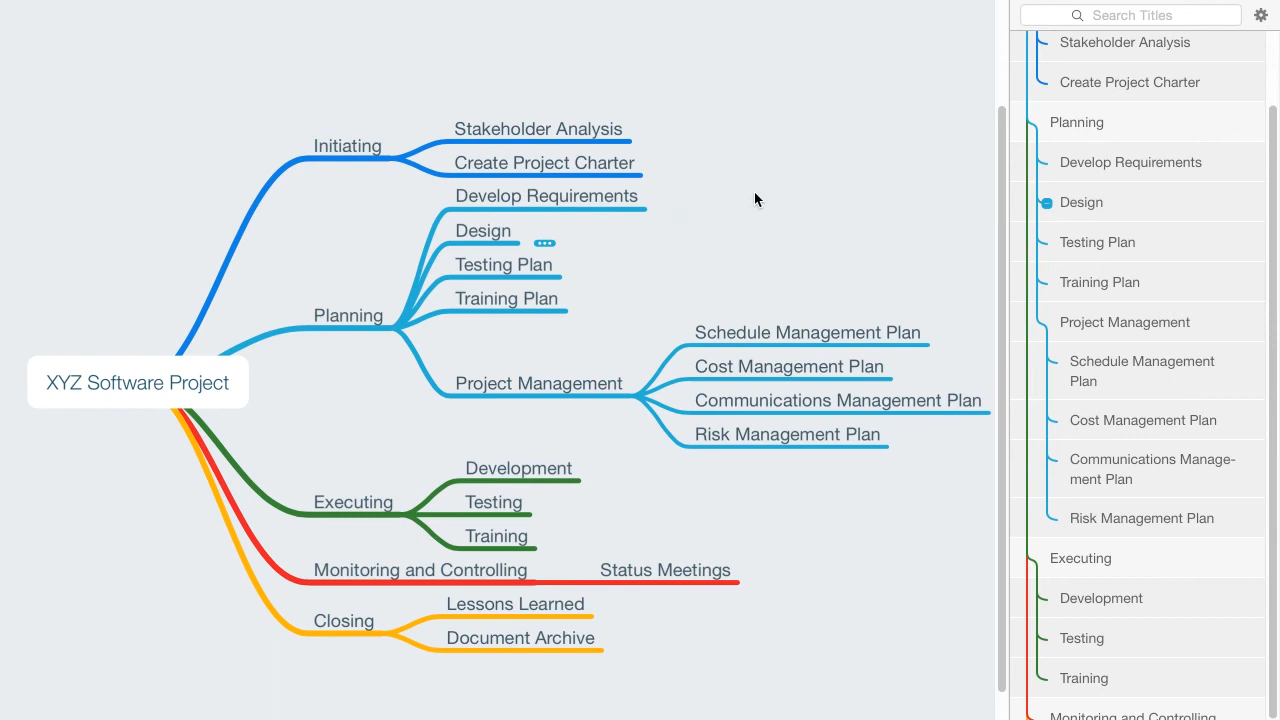 Stakeholder Analysis
Initiating
Create Project Charter
Develop Requirements
Design
Testing Plan
Training Plan
Planning
Schedule Management Plan
Cost Management Plan
Project Management
Communications Management Plan
Risk Management Plan
XYZ Software Project
Development
Executing
Testing
Training
Monitoring and Controlling
Status Meetings
Lessons Learned
Closing
Document Archive
Search Titles
Stakeholder Analysis
Create Project Charter
Planning
Develop Requirements
Design
Testing Plan
Training Plan
Project Management
Schedule Management
Plan
Cost Management Plan
Communications Manage-
ment Plan
Risk Management Plan
Executing
Development
Testing
Training
Monitoring and Controlling